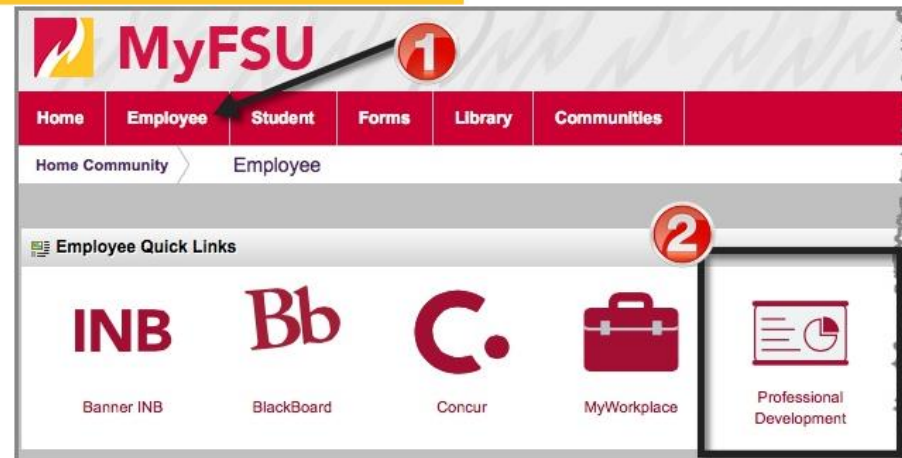 MyFSU
1
Home Employee Student Forms Library Communities
Home Community Employee
2
Employee Quick Links
INB Bb C.
Banner INB BlackBoard Concur MyWorkplace Professional
Development